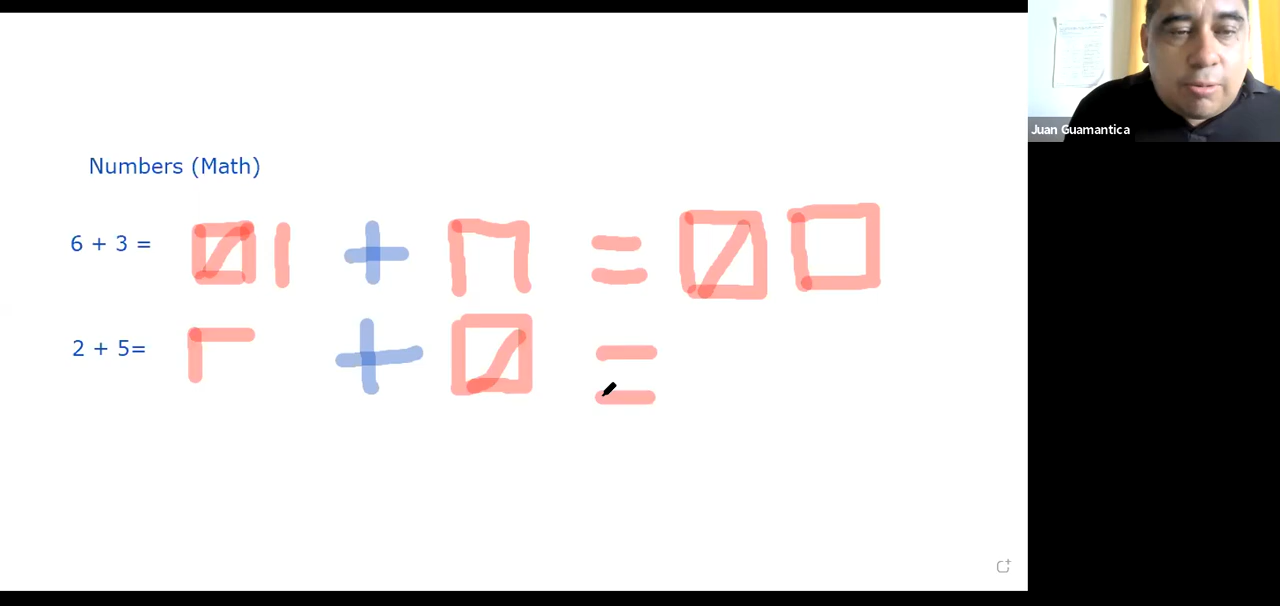 Numbers (Math)
6 + 3 = + =
2 + 5= + =
Juan Guamantica